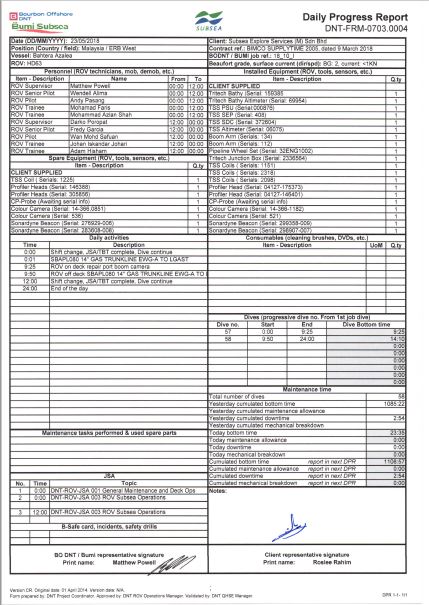 Bourbon Offshore
DNT
Bumi Subsea
SUBSEA
Daily Progress Report
DNT-FRM-0703.0004
Date (DD/MM/YYYY): 23/05/2018
Client: Subsea Explore Services (M) Sdn Bhd
Position (Country / field): Malaysia / ERB West
Contract ref.: BIMCO SUPPLYTIME 2005, dated 9 March 2018
Vessel: Bahtera Azalea
BODNT / BUMI job ref.: 18_10_I
ROV: HD63
Beaufort grade, surface current (dir/spd): BG: 2, current: <1KN
Personnel (ROV technicians, mob, demob, etc.)
Item - Description Name From To
ROV Supervisor Matthew Powell 00:00 12:00
ROV Senior Pilot Wendell Alima 00:00 12:00
ROV Pilot Andy Pasang 00:00 12:00
ROV Trainee Mohamad Faris 00:00 12:00
ROV Trainee Mohammad Azlan Shah 00:00 12:00
ROV Supervisor Darko Poropat 12:00 00:00
ROV Senior Pilot Fredy Garcia 12:00 00:00
ROV Pilot Wan Mohd Safuan 12:00 00:00
ROV Trainee Johan Iskandar Johari 12:00 00:00
ROV Trainee Adam Hisham 12:00 00:00
Installed Equipment (ROV, tools, sensors, etc.)
Item - Description Q.ty
CLIENT SUPPLIED
Tritech Bathy (Serial: 159385 1
Tritech Bathy Altimeter (Serial: 69954) 1
TSS PSU (Serial:000876) 1
TSS SEP (Serial: 408) 1
TSS SDC (Serial: 372604) 1
TSS Altimeter (Serial: 06075) 1
Boom Arm (Serial: 134) 1
Boom Arm (Serial: 112) 1
Pipeline Wheel Set (Serial: 32ENG1002) 1
Tritech Junction Box (Serial: 2336564) 1
TSS Coils (Serials: 1151) 1
TSS Coils (Serials: 2318) 1
TSS Coils (Serials: 2098) 1
Profiler Head (Serial: 04127-175373) 1
Profiler Head (Serial: 04127-146401) 1
CP-Probe (Awaiting serial info) 1
Colour Camera (Serial: 14-366-1182) 1
Colour Camera (Serial: 521) 1
Sonardyne Beacon (Serial: 299358-009) 1
Sonardyne Beacon (Serial: 296907-007) 1
Spare Equipment (ROV, tools, sensors, etc.)
Item - Description Q.ty
CLIENT SUPPLIED
TSS Coil ( Serials: 1225) 1
Profiler Heads (Serial: 146388) 1
Profiler Heads (Serial: 305856) 1
CP-Probe (Awaiting serial info) 1
Colour Camera (Serial: 14-366.0851) 1
Colour Camera (Serial: 536) 1
Sonardyne Beacon (Serial: 276929-006) 1
Sonardyne Beacon (Serial: 283608-008) 1
Daily activities
Time Description
0:00 Shift change, JSA/TBT complete, Dive continue
0:01 SBAPL080 14" GAS TRUNKLINE EWG-A TO LGAST
9:25 ROV on deck repair port boom camera
9:50 ROV off deck SBAPL080 14" GAS TRUNKLINE EWG-A TO
12:00 Shift change, JSA/TBT complete, Dive continue
24:00 End of the day
Consumables (cleaning brushes, DVDs, etc.)
Item - Description UoM Q.ty
Dives (progressive dive no. From 1st job dive)
Dive no. Start End Dive Bottom time
57 0:00 9:25 9:25
58 9:50 24:00 14:10
0:00
0:00
0:00
0:00
0:00
Maintenance time
Total number of dives 58
Yesterday cumulated bottom time 1085:22
Yesterday cumulated maintenance allowance
Yesterday cumulated downtime 2:54
Yesterday cumulated mechanical breakdown
Today bottom time 23:35
Today maintenance allowance 0:00
Today downtime 0:00
Today mechanical breakdown 0:00
Cumulated bottom time report in next DPR 1108:57
Cumulated maintenance allowance report in next DPR 0:00
Cumulated downtime report in next DPR 2:54
Cumulated mechanical breakdown report in next DPR 0:00
Maintenance tasks performed & used spare parts
JSA
No. Time Topic
1 0:00 DNT-ROV-JSA 001 General Maintenance and Deck Ops
2 0:00 DNT-ROV-JSA 003 ROV Subsea Operations
3 12:00 DNT-ROV-JSA 003 ROV Subsea Operations
B-Safe card, incidents, safety drills
Notes:
BO DNT / Bumi representative signature
Print name: Matthew Powell
Client representative signature
Print name: Roslee Rahim
Version CR. Original date: 01 April 2014. Version date: N/A.
Form prepared by: DNT Project Coordinator. Approved by: DNT ROV Operations Manager. Validated by: DNT QHSE Manager.
DPR 1-1- 1/1